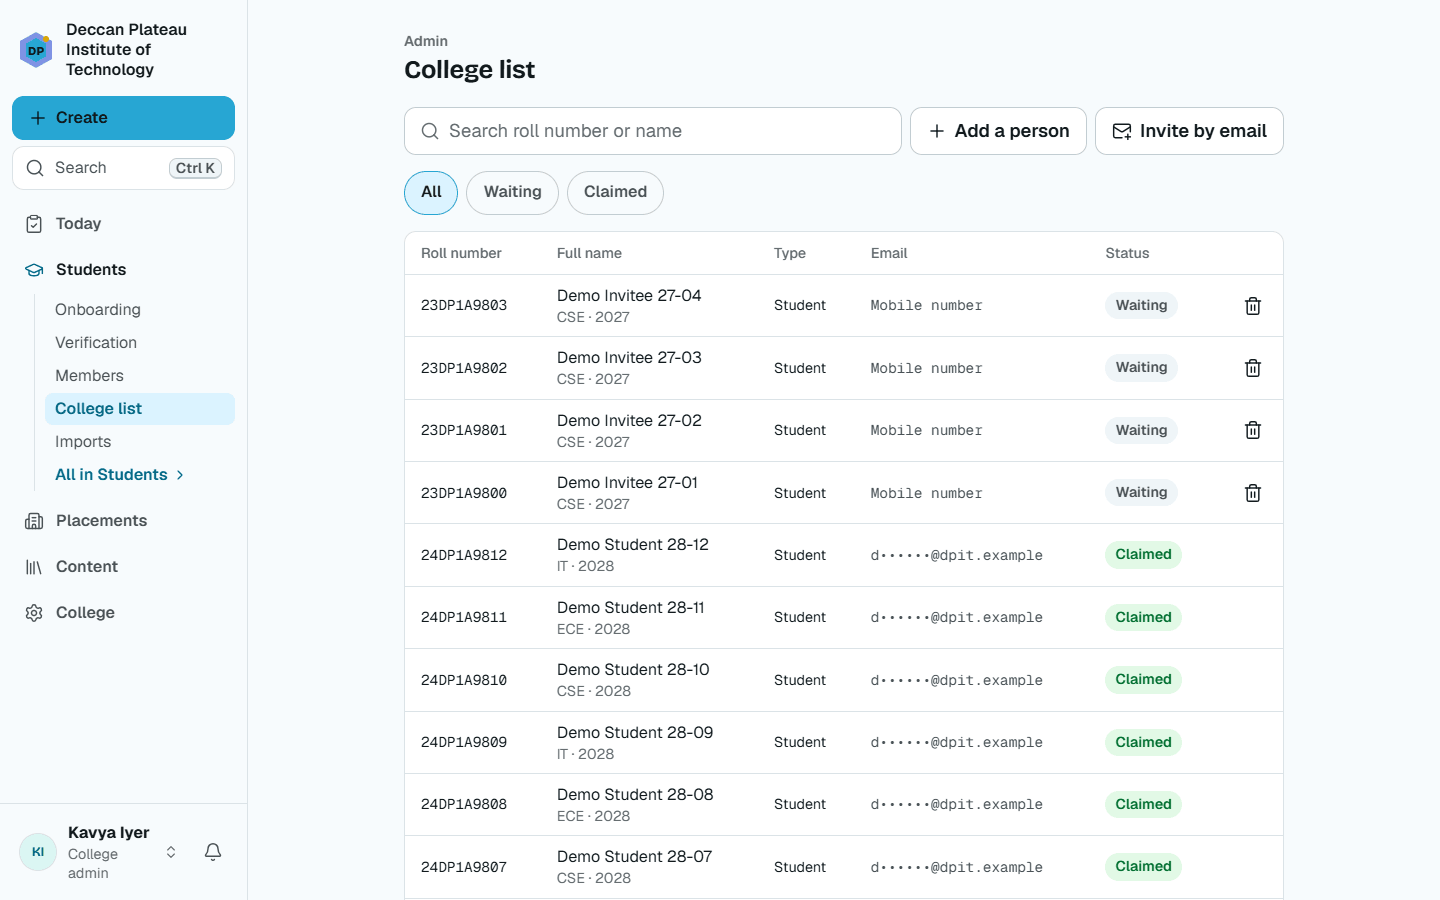 DP
Deccan Plateau
Institute of
Technology
Create
Search
Ctrl K
Today
Students
Onboarding
Verification
Members
College list
Imports
All in Students
Placements
Content
College
KI
Kavya Iyer
College
admin
Admin
College list
Search roll number or name
Add a person
Invite by email
All
Waiting
Claimed
Roll number Full name Type Email Status
23DP1A9803 Demo Invitee 27-04 Student Mobile number Waiting
CSE · 2027
23DP1A9802 Demo Invitee 27-03 Student Mobile number Waiting
CSE · 2027
23DP1A9801 Demo Invitee 27-02 Student Mobile number Waiting
CSE · 2027
23DP1A9800 Demo Invitee 27-01 Student Mobile number Waiting
CSE · 2027
24DP1A9812 Demo Student 28-12 Student d••••••@dpit.example Claimed
IT · 2028
24DP1A9811 Demo Student 28-11 Student d••••••@dpit.example Claimed
ECE · 2028
24DP1A9810 Demo Student 28-10 Student d••••••@dpit.example Claimed
CSE · 2028
24DP1A9809 Demo Student 28-09 Student d••••••@dpit.example Claimed
IT · 2028
24DP1A9808 Demo Student 28-08 Student d••••••@dpit.example Claimed
ECE · 2028
24DP1A9807 Demo Student 28-07 Student d••••••@dpit.example Claimed
CSE · 2028